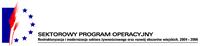 SEKTOROWY PROGRAM OPERACYJNY
Restrukturyzacja i modernizacja sektora żywnościowego oraz rozwój obszarów wiejskich, 2004 - 2006